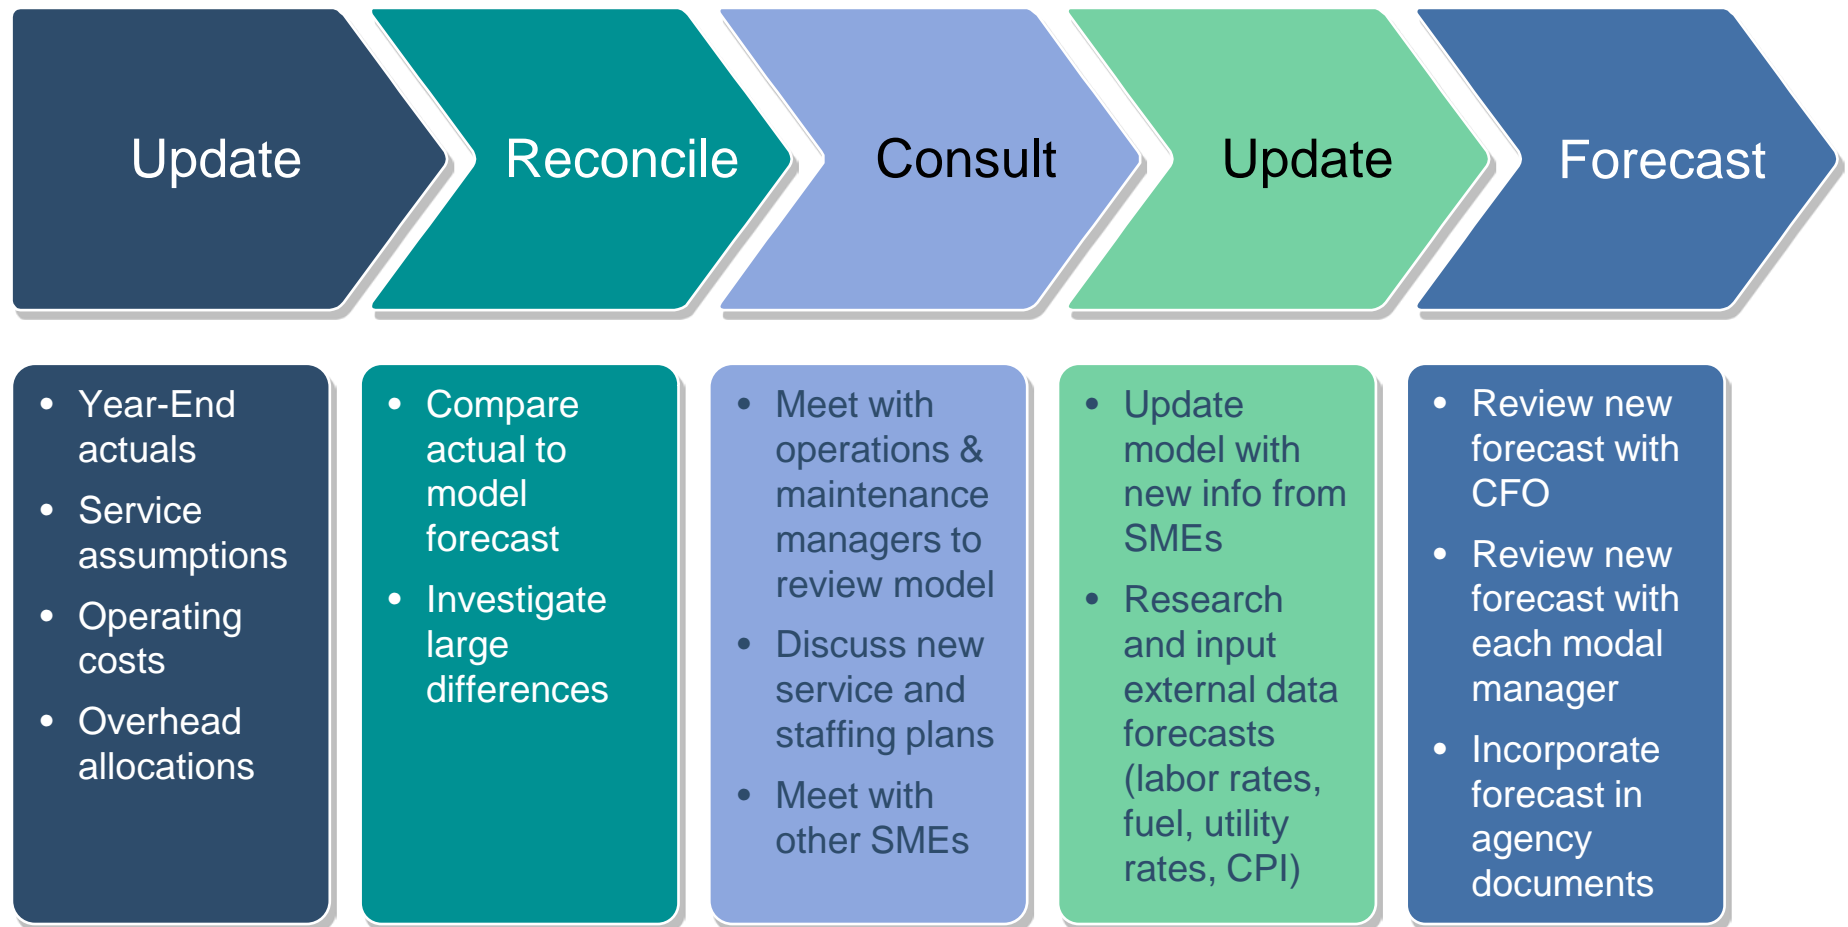 Update
Reconcile
Consult
Update
Forecast
• Year-End
actuals
• Service
assumptions
• Operating
costs
• Overhead
allocations
• Compare
actual to
model
forecast
• Investigate
large
differences
• Meet with
operations &
maintenance
managers to
review model
• Discuss new
service and
staffing plans
• Meet with
other SMEs
• Update
model with
new info from
SMEs
• Research
and input
external data
forecasts
(labor rates,
fuel, utility
rates, CPI)
• Review new
forecast with
CFO
• Review new
forecast with
each modal
manager
• Incorporate
forecast in
agency
documents